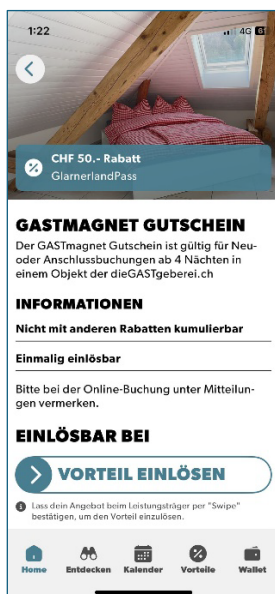 1:22
4G
CHF 50.- Rabatt
GlarnerlandPass
GASTMAGNET GUTSCHEIN
Der GASTmagnet Gutschein ist gültig für Neu-
oder Anschlussbuchungen ab 4 Nächten in
einem Objekt der dieGASTgeberei.ch
INFORMATIONEN
Nicht mit anderen Rabatten kumulierbar
Einmalig einlösbar
Bitte bei der Online-Buchung unter Mitteilun-
gen vermerken.
EINLÖSBAR BEI
VORTEIL EINLÖSEN
Lass dein Angebot beim Leistungsträger per "Swipe"
bestätigen, um den Vorteil einzulösen.
Home Entdecken Kalender Vorteile Wallet